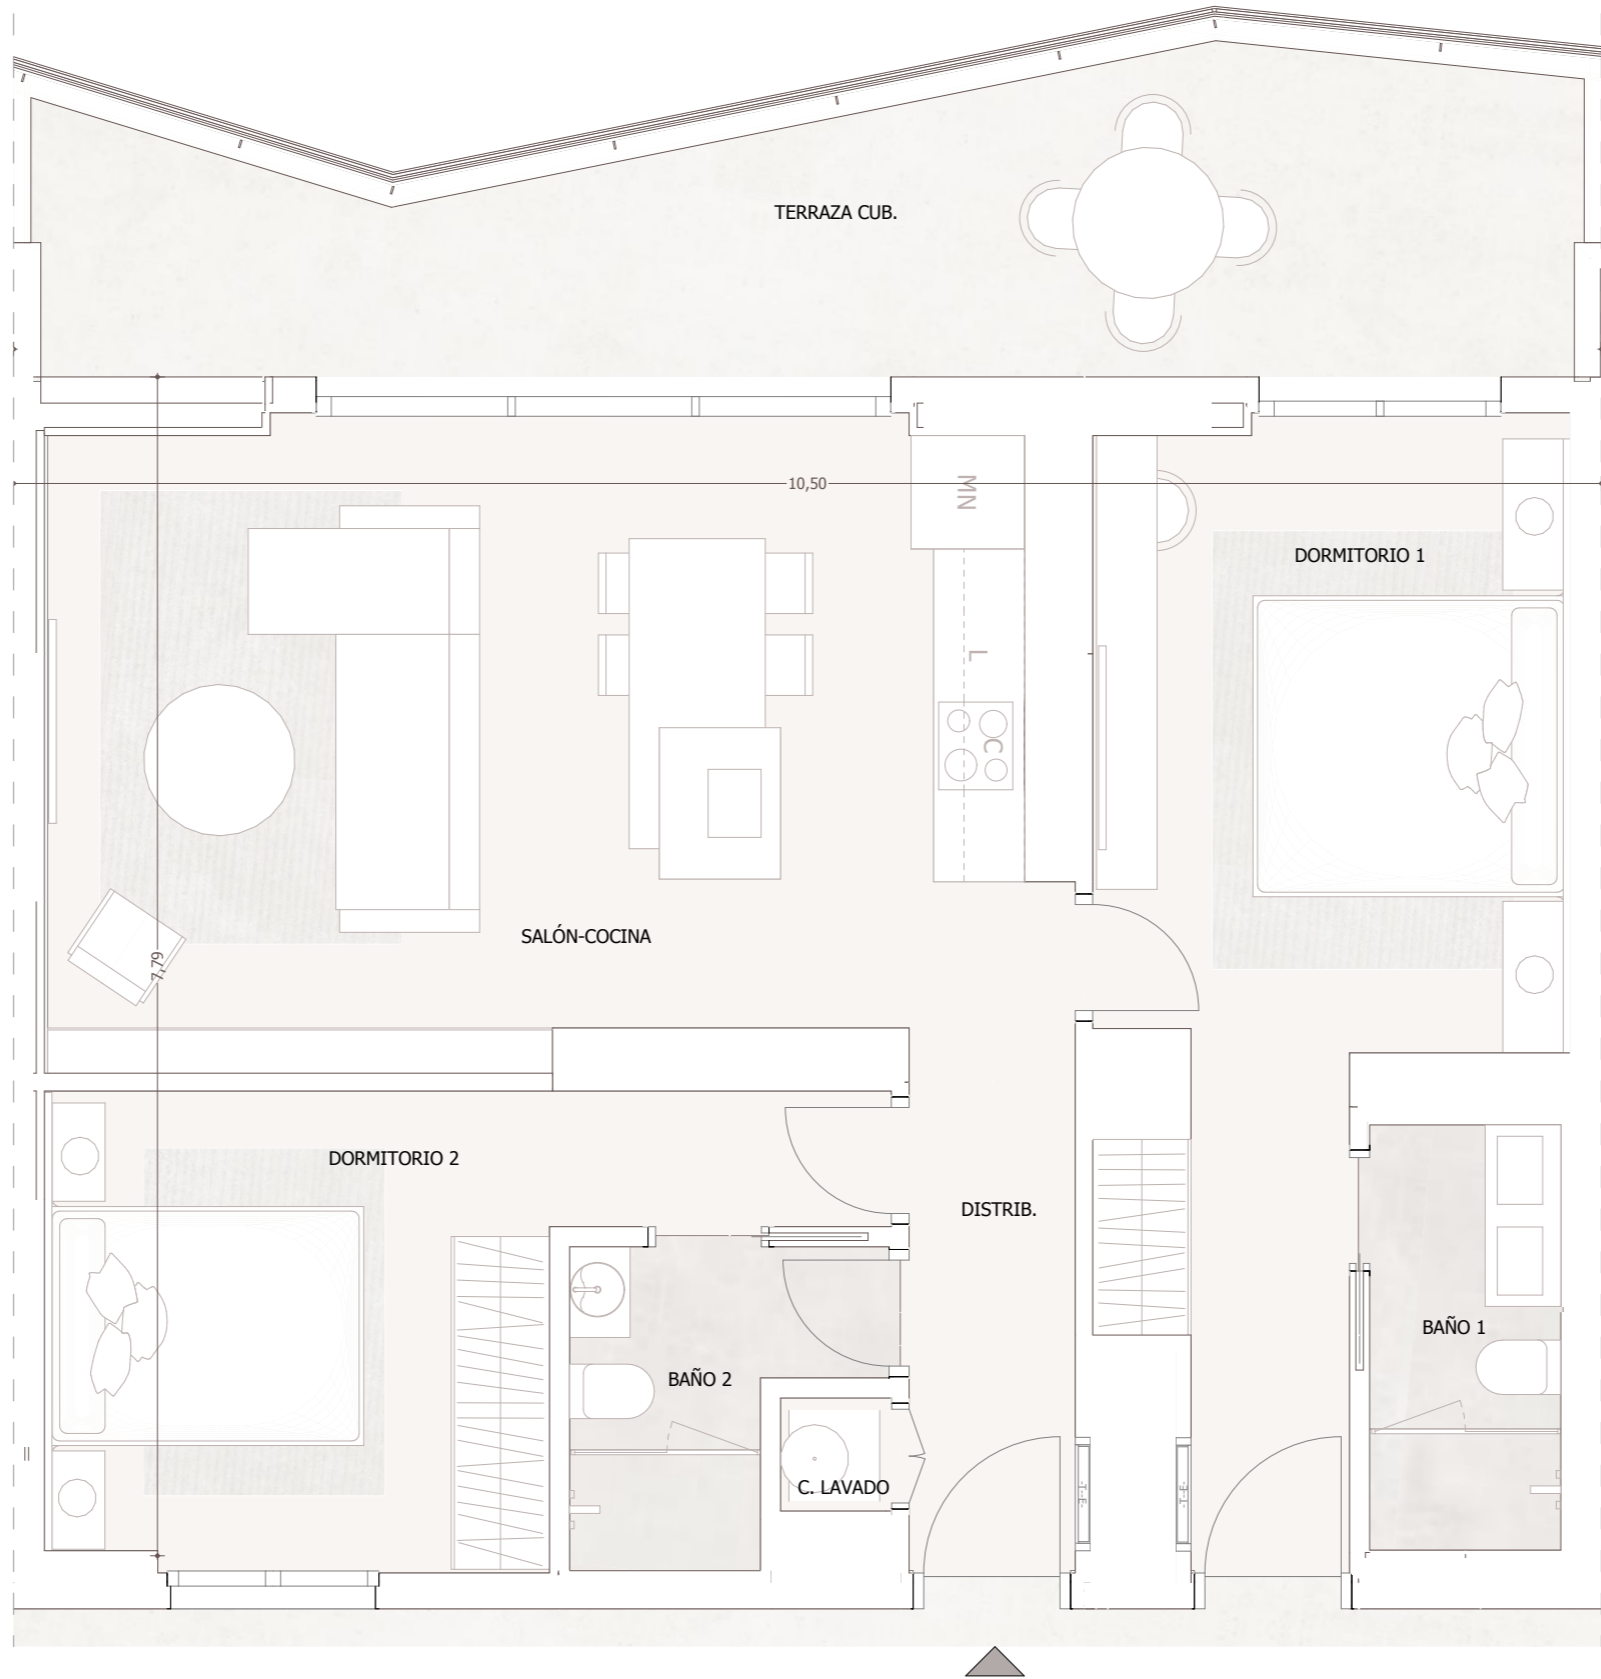 TERRAZA CUB.
10,50
MN
DORMITORIO 1
L
C
SALÓN-COCINA
7,79
DORMITORIO 2
DISTRIB.
BAÑO 1
BAÑO 2
C. LAVADO